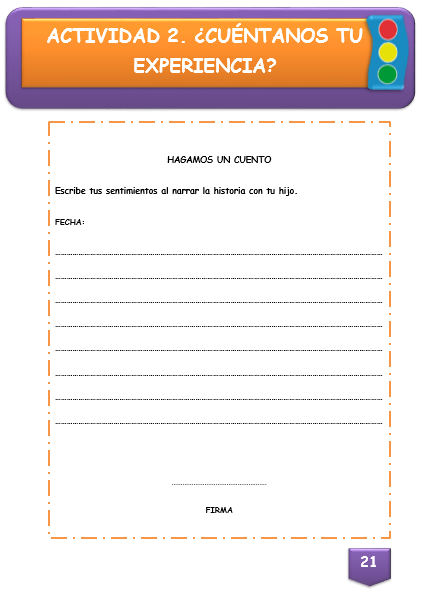 ACTIVIDAD 2. ¿CUÉNTANOS TU
EXPERIENCIA?
HAGAMOS UN CUENTO
Escribe tus sentimientos al narrar la historia con tu hijo.
FECHA:
FIRMA
21